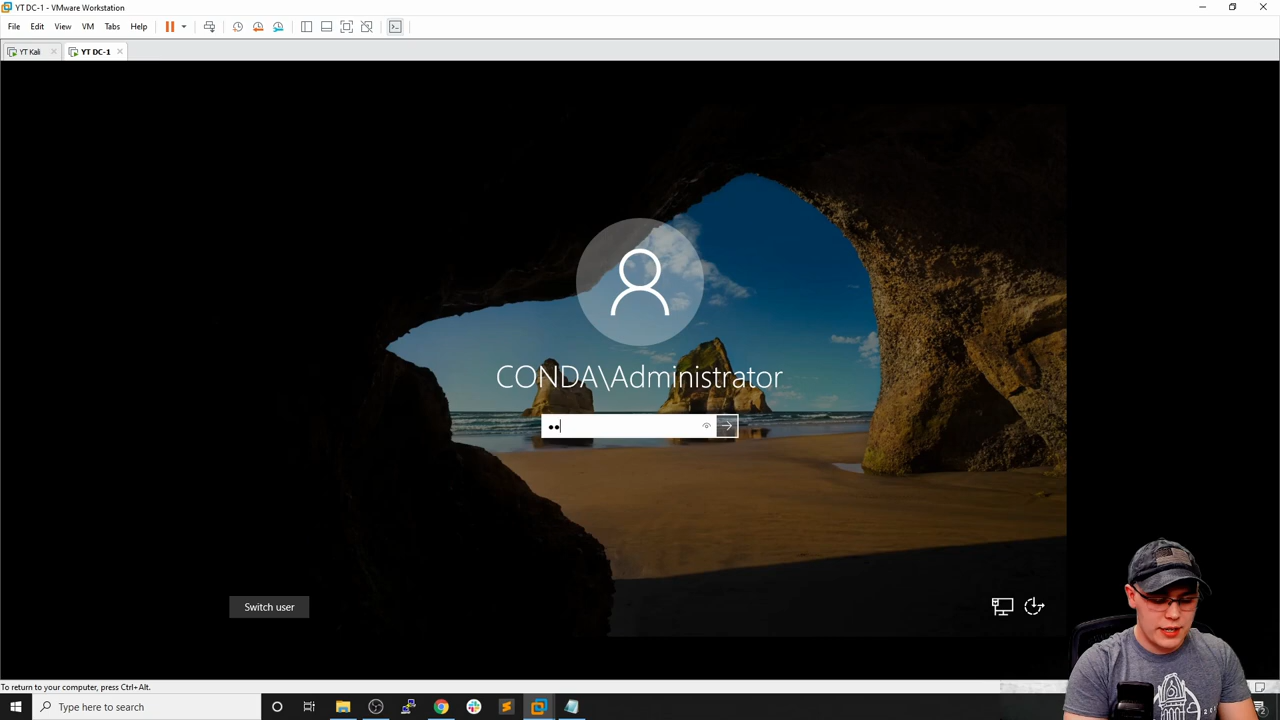 YT DC-1 - VMware Workstation
File Edit View VM Tabs Help
YT Kali YT DC-1
CONDA\Administrator
Switch user
To return to your computer, press Ctrl+Alt.
Type here to search